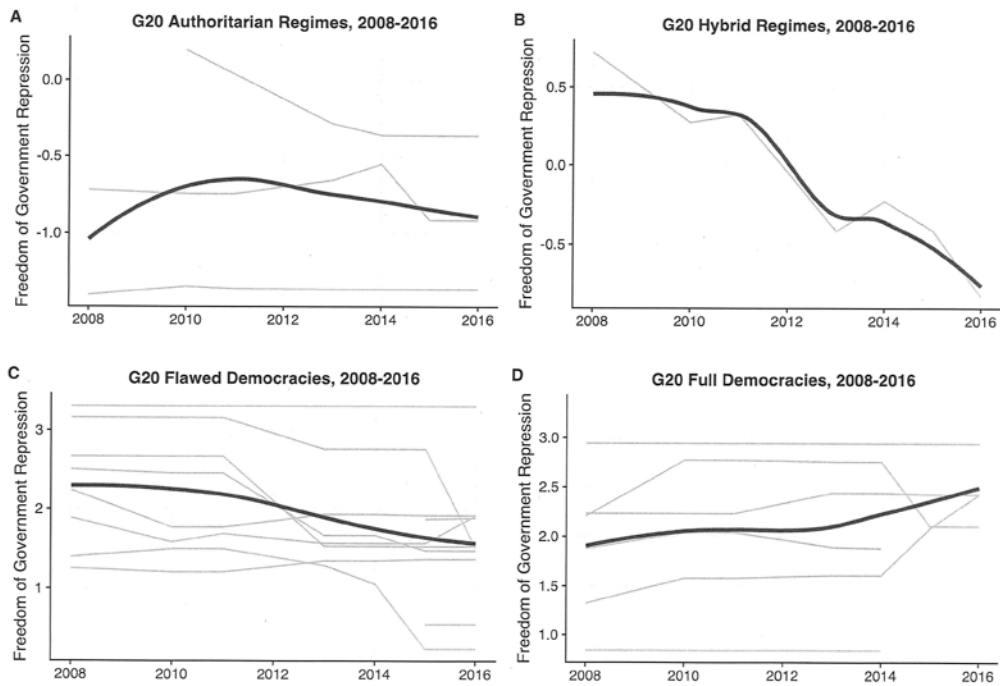 A
G20 Authoritarian Regimes, 2008-2016
Freedom of Government Repression
0.0
-0.5
-1.0
2008 2010 2012 2014 2016
B
G20 Hybrid Regimes, 2008-2016
Freedom of Government Repression
0.5
0.0
-0.5
2008 2010 2012 2014 2016
C
G20 Flawed Democracies, 2008-2016
Freedom of Government Repression
3
2
1
2008 2010 2012 2014 2016
D
G20 Full Democracies, 2008-2016
Freedom of Government Repression
3.0
2.5
2.0
1.5
1.0
2008 2010 2012 2014 2016